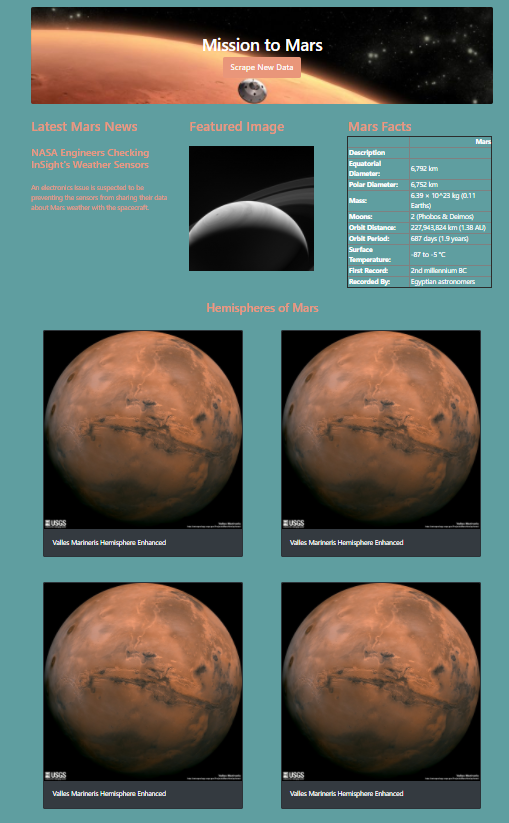 Mission to Mars
Scrape New Data
Latest Mars News
NASA Engineers Checking
InSight's Weather Sensors
An electronics issue is suspected to be
preventing the sensors from sharing their data
about Mars weather with the spacecraft.
Featured Image
Mars Facts
Mars
Description
Equatorial
Diameter:
6,792 km
Polar Diameter:
6,752 km
Mass:
6.39 × 10^23 kg (0.11
Earths)
Moons:
2 (Phobos & Deimos)
Orbit Distance:
227,943,824 km (1.38 AU)
Orbit Period:
687 days (1.9 years)
Surface
Temperature:
-87 to -5 °C
First Record:
2nd millennium BC
Recorded By:
Egyptian astronomers
Hemispheres of Mars
USGS
Valles Marineris Hemisphere Enhanced
USGS
Valles Marineris Hemisphere Enhanced
USGS
Valles Marineris Hemisphere Enhanced
USGS
Valles Marineris Hemisphere Enhanced